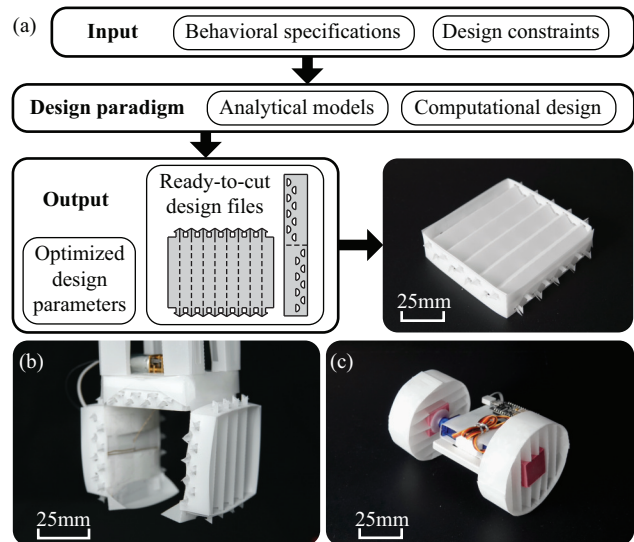 (a)
Input
Behavioral specifications
Design constraints
Design paradigm
Analytical models
Computational design
Output
Optimized
design
parameters
Ready-to-cut
design files
25mm
(b)
25mm
(c)
25mm